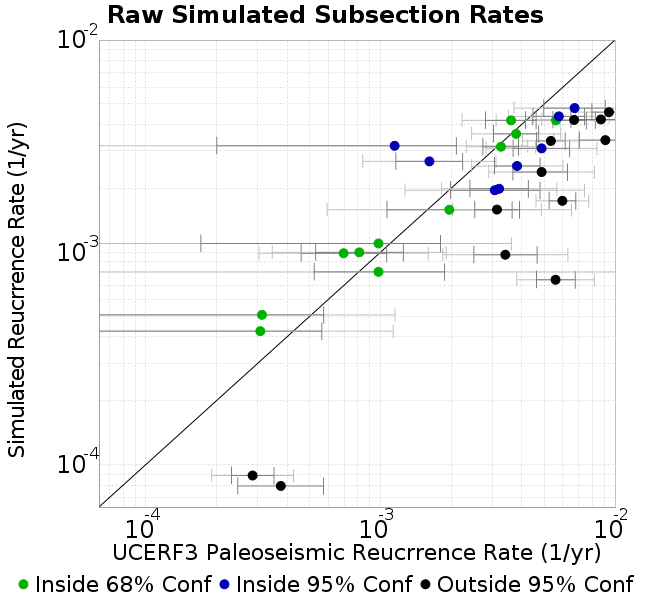 Raw Simulated Subsection Rates
10-2
10-3
10-4
Simulated Reucrrence Rate (1/yr)
10-4 10-3 10-2
UCERF3 Paleoseismic Reucrrence Rate (1/yr)
Inside 68% Conf Inside 95% Conf Outside 95% Conf